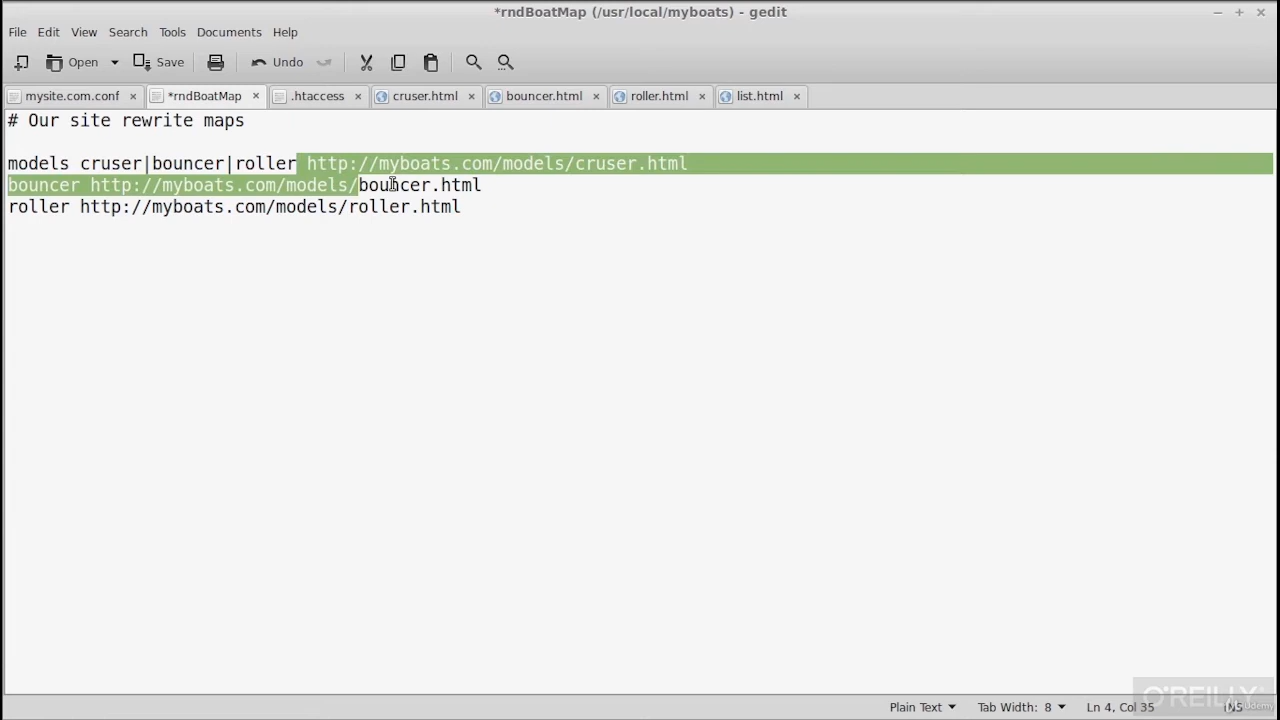 *rndBoatMap (/usr/local/myboats) - gedit
File Edit View Search Tools Documents Help
Open Save Undo
mysite.com.conf *rndBoatMap .htaccess cruser.html bouncer.html roller.html list.html
# Our site rewrite maps
models cruser|bouncer|roller http://myboats.com/models/cruser.html
bouncer http://myboats.com/models/bouncer.html
roller http://myboats.com/models/roller.html
Plain Text Tab Width: 8 Ln 4, Col 35
O'REILLY
Udemy